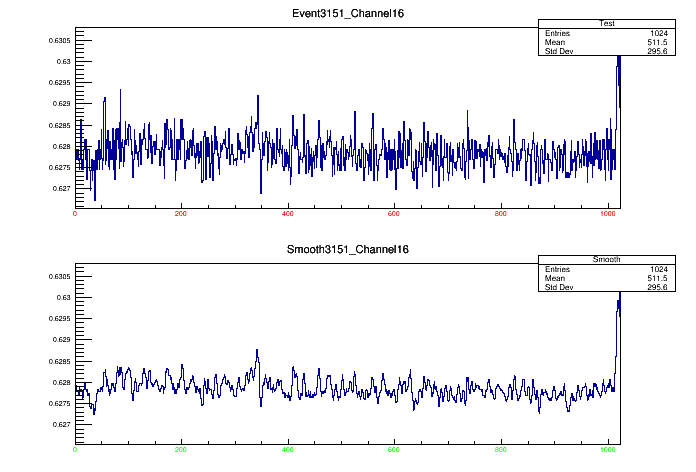 Event3151_Channel16
Test
Entries 1024
Mean 511.5
Std Dev 295.6
0.6305
0.63
0.6295
0.629
0.6285
0.628
0.6275
0.627
0 200 400 600 800 1000
Smooth3151_Channel16
Smooth
Entries 1024
Mean 511.5
Std Dev 295.6
0.6305
0.63
0.6295
0.629
0.6285
0.628
0.6275
0.627
0 200 400 600 800 1000